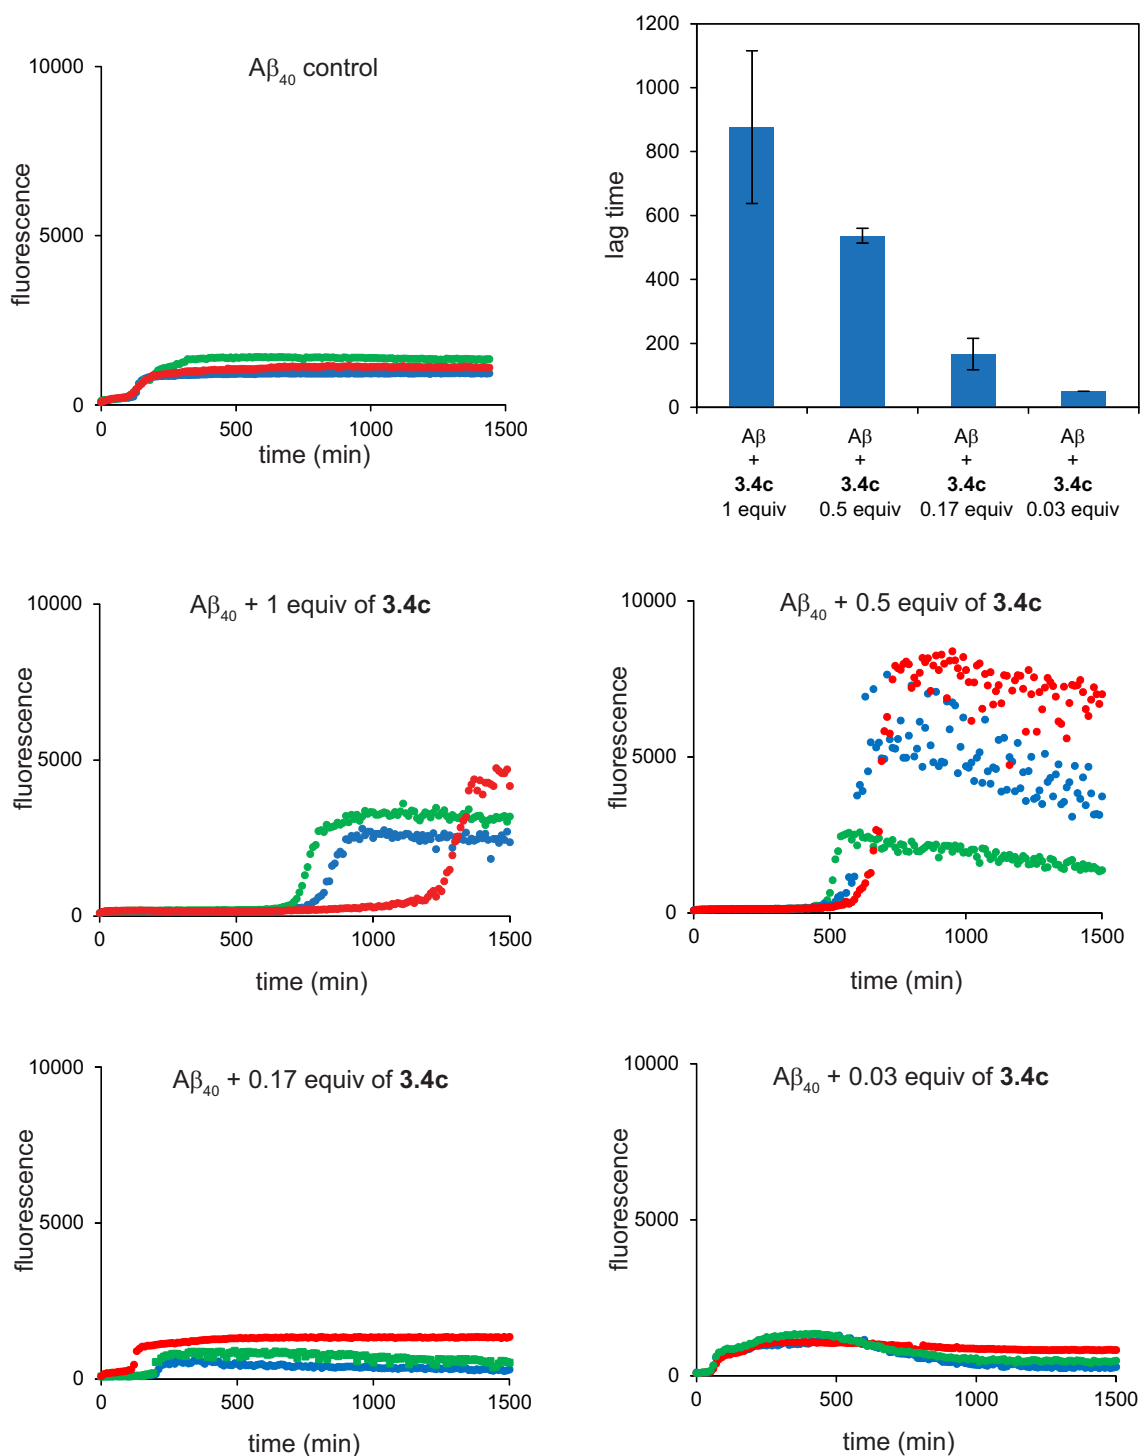 Aβ40 control
10000
5000
0
fluorescence
0 500 1000 1500
time (min)
1200
1000
800
600
400
200
0
lag time
Aβ + 3.4c 1 equiv
Aβ + 3.4c 0.5 equiv
Aβ + 3.4c 0.17 equiv
Aβ + 3.4c 0.03 equiv
Aβ40 + 1 equiv of 3.4c
10000
5000
0
fluorescence
0 500 1000 1500
time (min)
Aβ40 + 0.5 equiv of 3.4c
10000
5000
0
fluorescence
0 500 1000 1500
time (min)
Aβ40 + 0.17 equiv of 3.4c
10000
5000
0
fluorescence
0 500 1000 1500
time (min)
Aβ40 + 0.03 equiv of 3.4c
10000
5000
0
fluorescence
0 500 1000 1500
time (min)